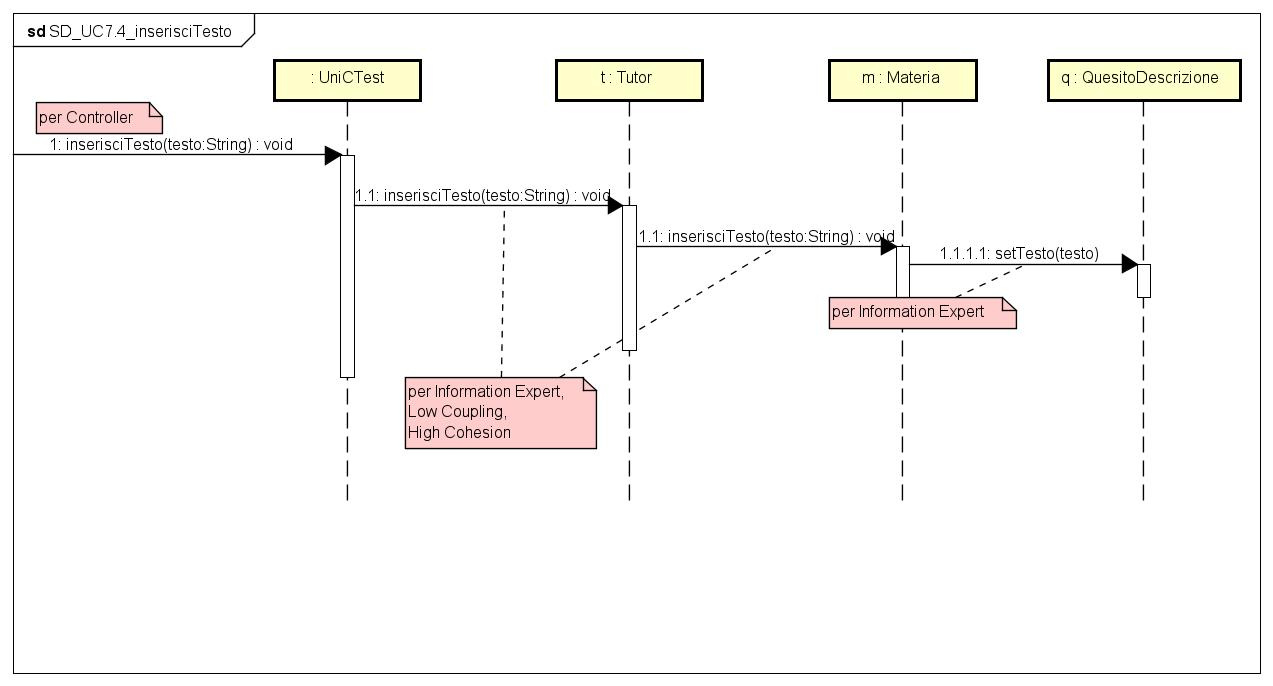 sd SD_UC7.4_inserisciTesto
: UniCTest
t : Tutor
m : Materia
q : QuesitoDescrizione
per Controller
1: inserisciTesto(testo:String) : void
1.1: inserisciTesto(testo:String) : void
1.1: inserisciTesto(testo:String) : void
1.1.1.1: setTesto(testo)
per Information Expert
per Information Expert,
Low Coupling,
High Cohesion